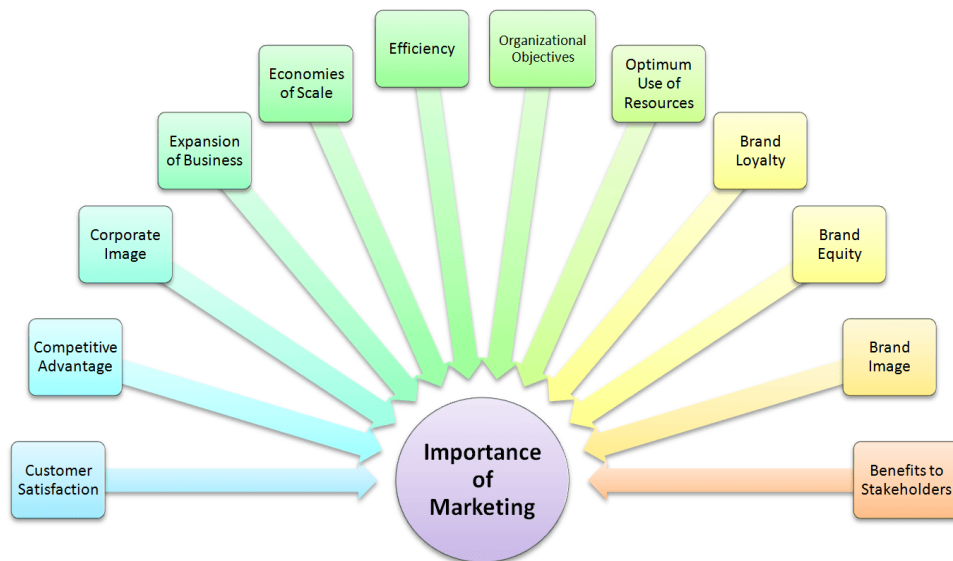 Customer
Satisfaction
Competitive
Advantage
Corporate
Image
Expansion
of Business
Economies
of Scale
Efficiency
Organizational
Objectives
Optimum
Use of
Resources
Brand
Loyalty
Brand
Equity
Brand
Image
Benefits to
Stakeholders
Importance
of
Marketing